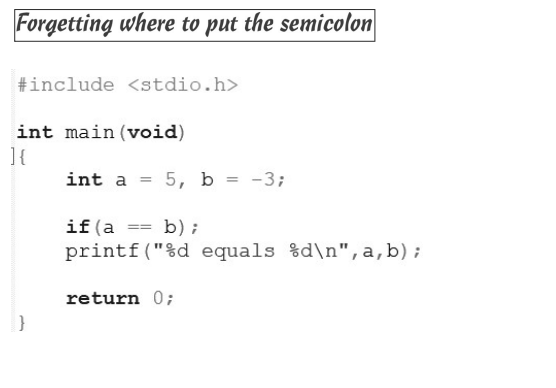 Forgetting where to put the semicolon
#include <stdio.h>
int main(void)
{
int a = 5, b = -3;
if(a == b);
printf("%d equals %d\n",a,b);
return 0;
}